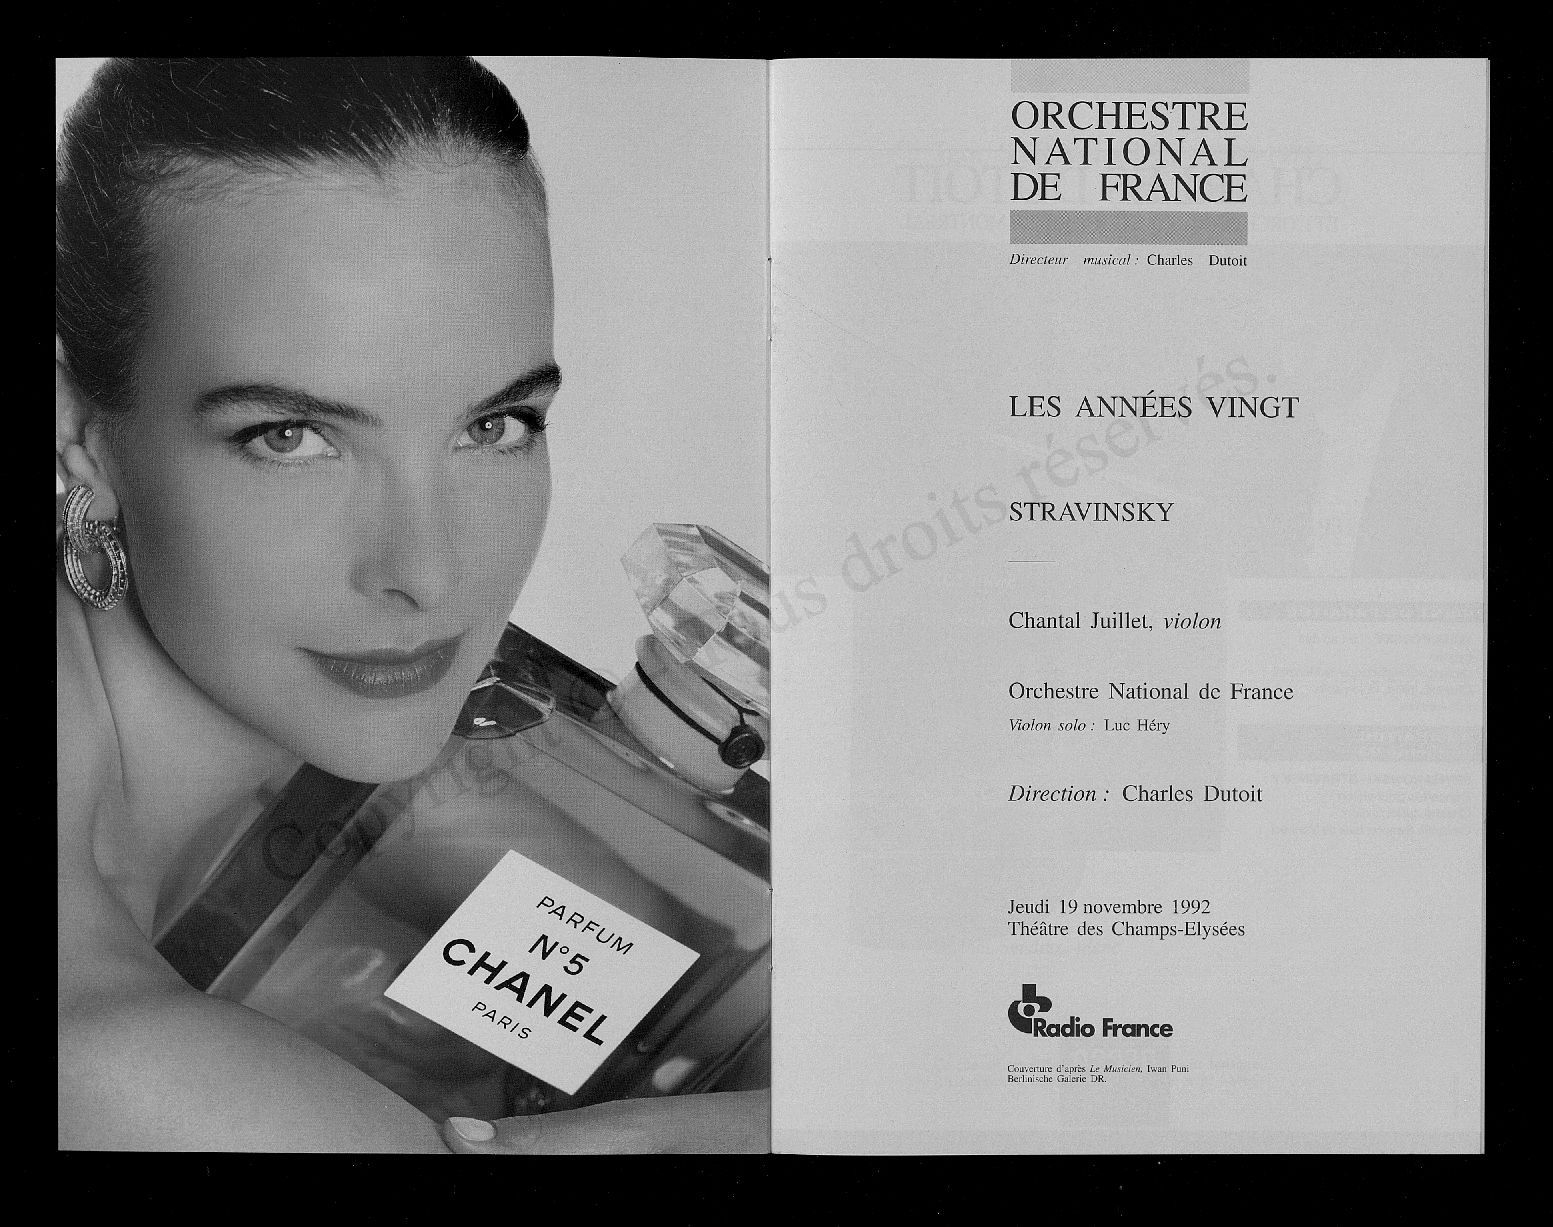 PARFUM
N°5
CHANEL
PARIS
ORCHESTRE
NATIONAL
DE FRANCE
Directeur musical : Charles Dutoit
LES ANNÉES VINGT
STRAVINSKY
Chantal Juillet, violon
Orchestre National de France
Violon solo : Luc Héry
Direction : Charles Dutoit
Jeudi 19 novembre 1992
Théâtre des Champs-Elysées
Radio France
Couverture d'après Le Musicien, Iwan Puni
Berlinische Galerie DR.
droits réservés.